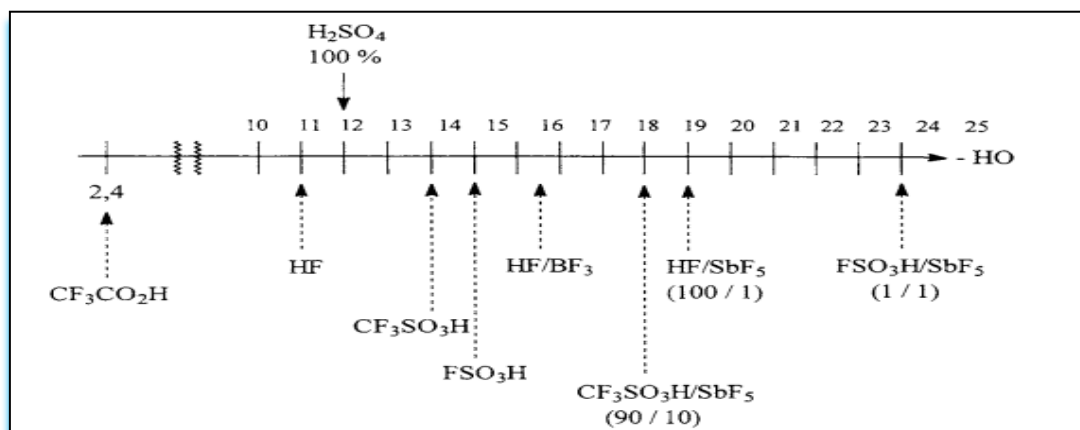 H₂SO₄
100 %
10 11 12 13 14 15 16 17 18 19 20 21 22 23 24 25
- HO
2,4
HF
HF/BF₃
HF/SbF₅
(100 / 1)
FSO₃H/SbF₅
(1 / 1)
CF₃CO₂H
CF₃SO₃H
FSO₃H
CF₃SO₃H/SbF₅
(90 / 10)